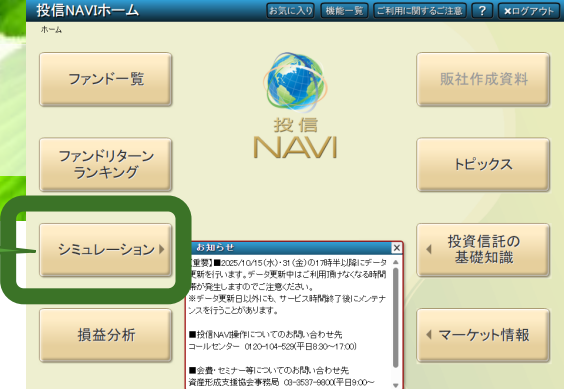 投信NAVIホーム
お気に入り 機能一覧 ご利用に関するご注意 ? ×ログアウト
ホーム
ファンド一覧
投信
NAVI
販社作成資料
ファンドリターン
ランキング
トピックス
シミュレーション
投資信託の
基礎知識
損益分析
マーケット情報
お知らせ
【重要】■2025/10/15(水)・31(金)の17時半以降にデータ
更新を行います。データ更新中はご利用頂けなくなる時間
帯が発生しますのでご注意ください。
※データ更新日以外にも、サービス時間終了後にメンテナ
ンスを行うことがあります。
■投信NAVI操作についてのお問い合わせ先
コールセンター 0120-104-529(平日8:30～17:00)
■会費・セミナー等についてのお問い合わせ先
資産形成支援協会事務局 03-3537-9800(平日9:00～